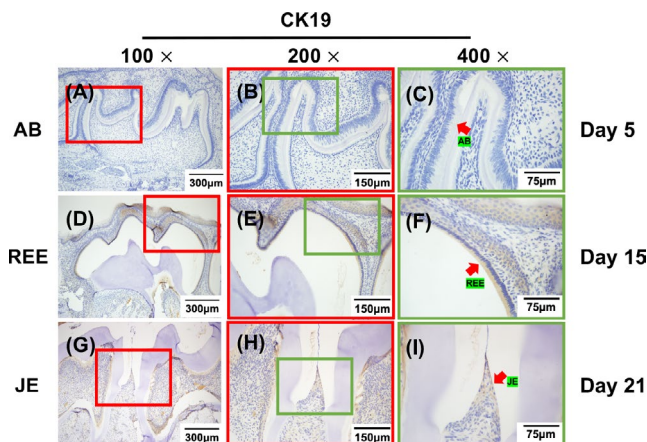 CK19
100 × 200 × 400 ×
(A) (B) (C)
AB Day 5
AB
300μm 150μm 75μm
(D) (E) (F)
REE Day 15
REE
300μm 150μm 75μm
(G) (H) (I)
JE Day 21
JE
300μm 150μm 75μm